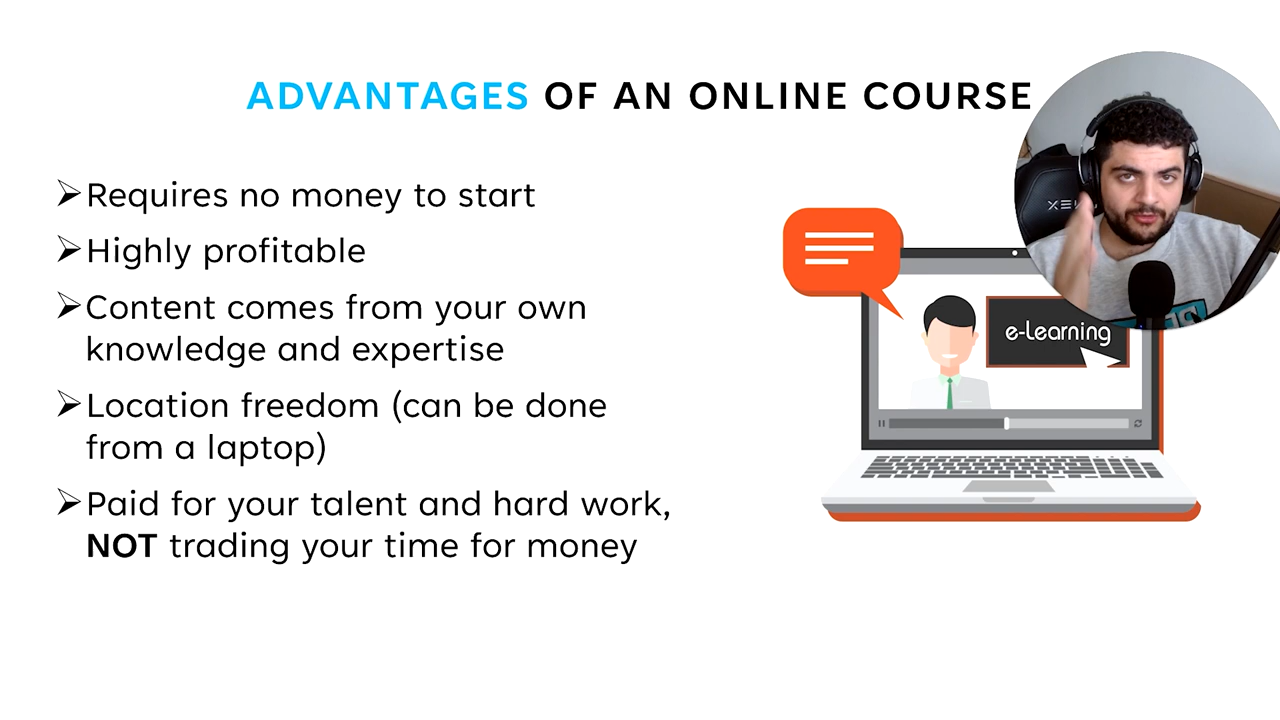 ADVANTAGES OF AN ONLINE COURSE
Requires no money to start
Highly profitable
Content comes from your own
knowledge and expertise
Location freedom (can be done
from a laptop)
Paid for your talent and hard work,
NOT trading your time for money
e-Learning